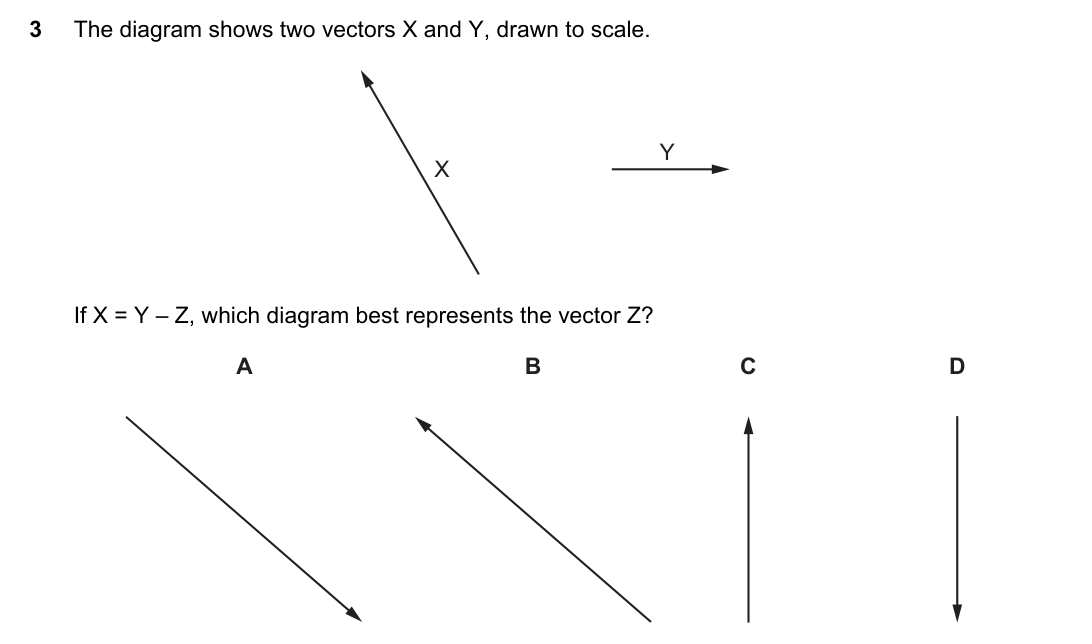 3 The diagram shows two vectors X and Y, drawn to scale.
X
Y
If X = Y – Z, which diagram best represents the vector Z?
A B C D